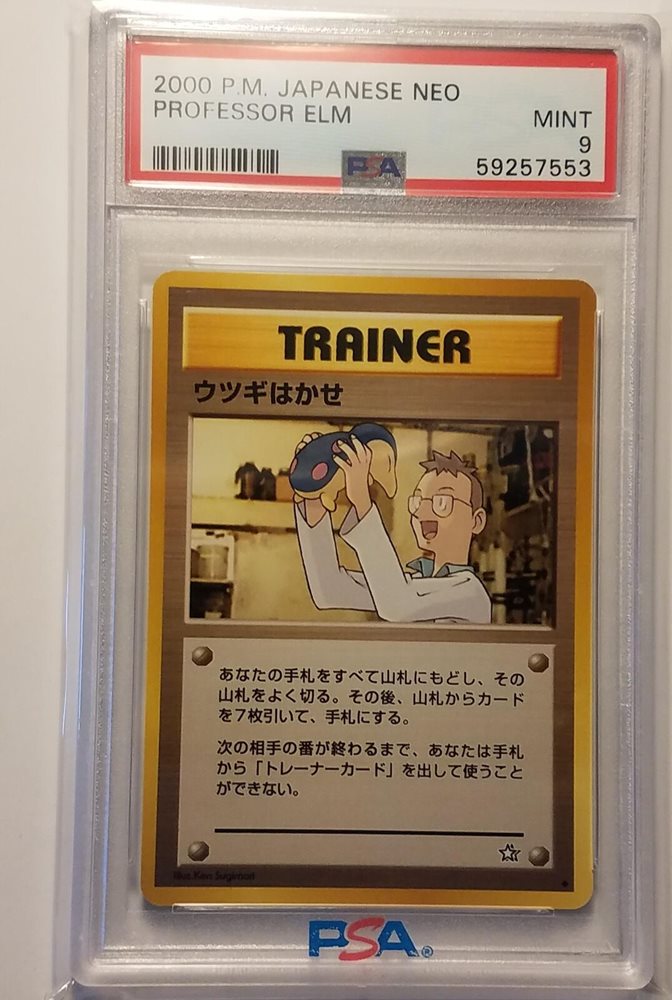 2000 P.M. JAPANESE NEO
PROFESSOR ELM
MINT
9
PSA
59257553
TRAINER
ウツギはかせ
あなたの手札をすべて山札にもどし、その
山札をよく切る。その後、山札からカード
を7枚引いて、手札にする。
次の相手の番が終わるまで、あなたは手札
から「トレーナーカード」を出して使うこと
ができない。
Illus. Ken Sugimori
PSA®